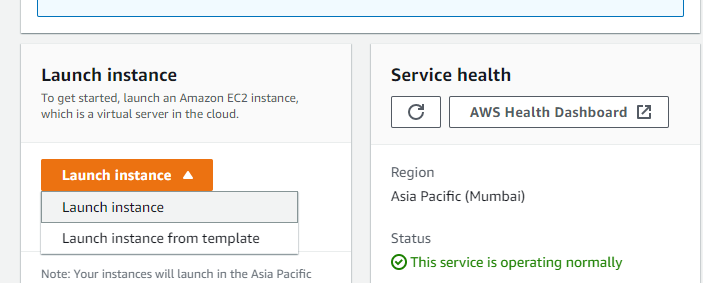 Launch instance
To get started, launch an Amazon EC2 instance,
which is a virtual server in the cloud.
Launch instance
Launch instance
Launch instance from template
Note: Your instances will launch in the Asia Pacific
Service health
AWS Health Dashboard
Region
Asia Pacific (Mumbai)
Status
This service is operating normally